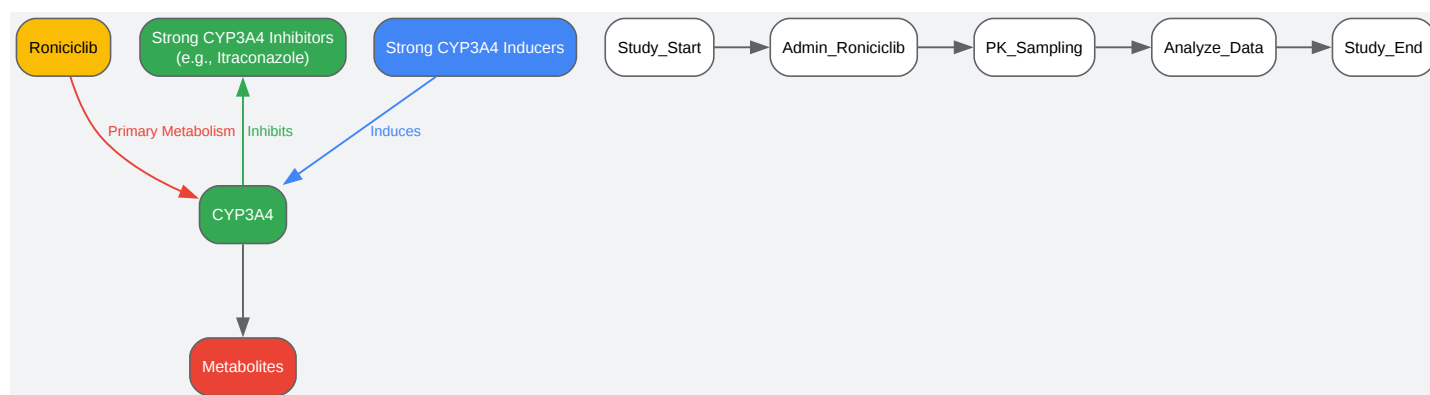 Roniciclib
Strong CYP3A4 Inhibitors
(e.g., Itraconazole)
Strong CYP3A4 Inducers
Study_Start
Admin_Roniciclib
PK_Sampling
Analyze_Data
Study_End
Primary Metabolism
Inhibits
Induces
CYP3A4
Metabolites